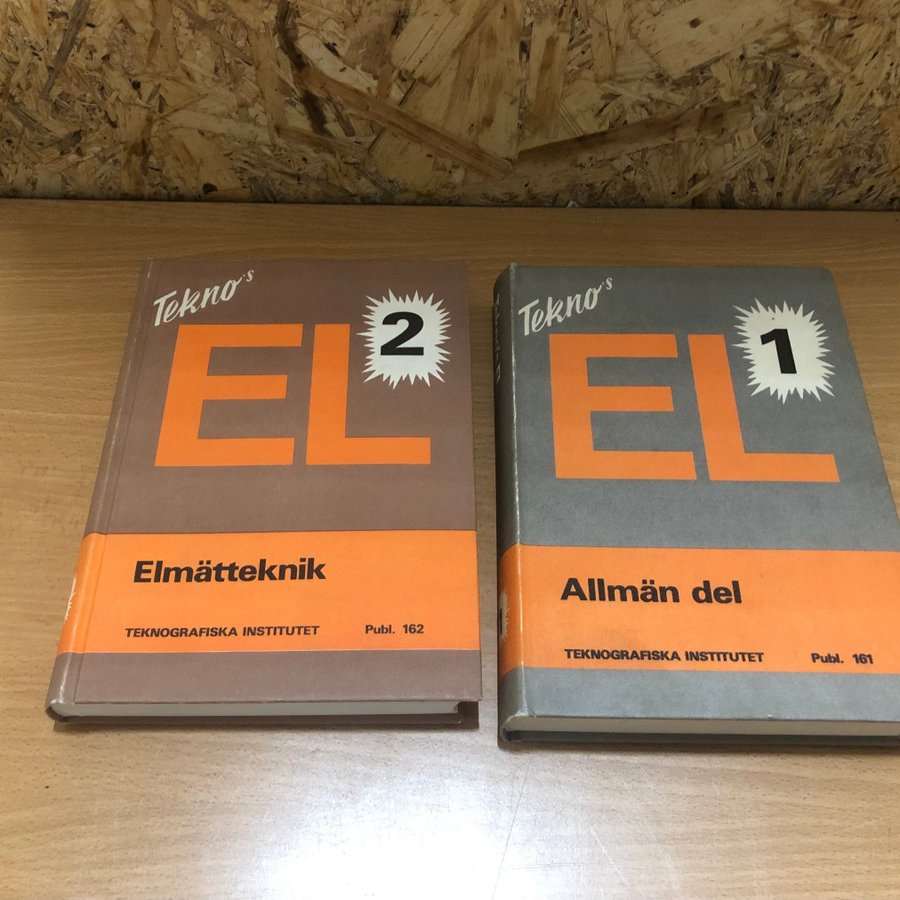 Tekno's
EL 2
Elmätteknik
TEKNOGRAFISKA INSTITUTET Publ. 162
Tekno's
EL 1
Allmän del
TEKNOGRAFISKA INSTITUTET Publ. 161